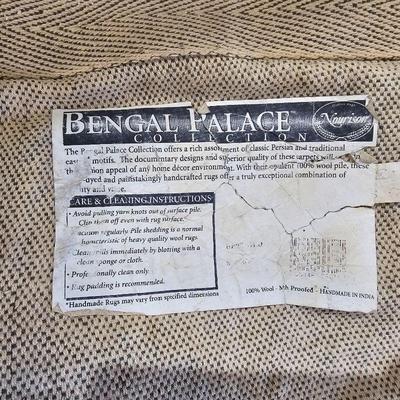 BENGAL PALACE
COLLECTION
Nourison
The Bengal Palace Collection offers a rich assortment of classic Persian and traditional
motifs. The documentary designs and superior quality of these carpets will
appeal of any home décor environment. With their opulent 100% wool pile, these
and painstakingly handcrafted rugs offer a truly exceptional combination of
and
CARE & CLEANING INSTRUCTIONS
• Avoid pulling yarn knots out of surface pile.
Clip them off even with rug surface.
vacuum regularly. Pile shedding is a normal
characteristic of heavy quality wool rugs.
Clean spills immediately by blotting with a
clean sponge or cloth.
• Professionally clean only.
• Rug padding is recommended.
*Handmade Rugs may vary from specified dimensions
100% Wool - Moth Proofed - HANDMADE IN INDIA